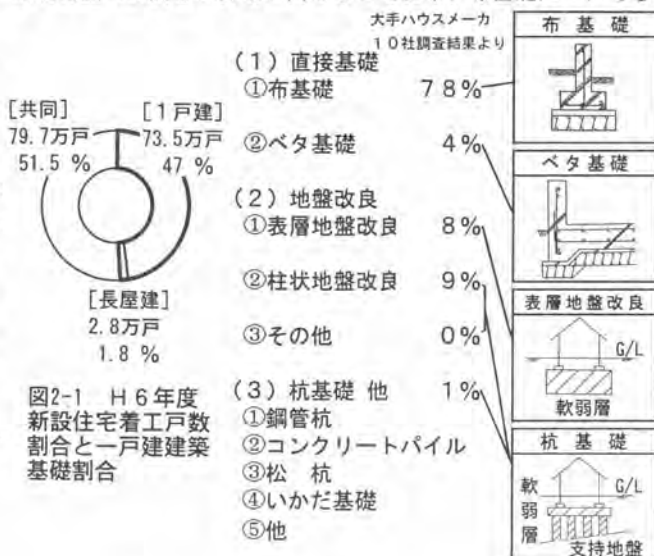 大手ハウスメーカ
10社調査結果より
[共同]
79.7万戸
51.5 %
[1戸建]
73.5万戸
47 %
[長屋建]
2.8万戸
1.8 %
図2-1 H6年度
新設住宅着工戸数
割合と一戸建建築
基礎割合
(1) 直接基礎
①布基礎 78%
②ベタ基礎 4%
(2) 地盤改良
①表層地盤改良 8%
②柱状地盤改良 9%
③その他 0%
(3) 杭基礎 他 1%
①鋼管杭
②コンクリートパイル
③松 杭
④いかだ基礎
⑤他
布 基 礎
ベタ基礎
表層地盤改良
G/L
軟弱層
杭 基 礎
軟弱層
G/L
支持地盤